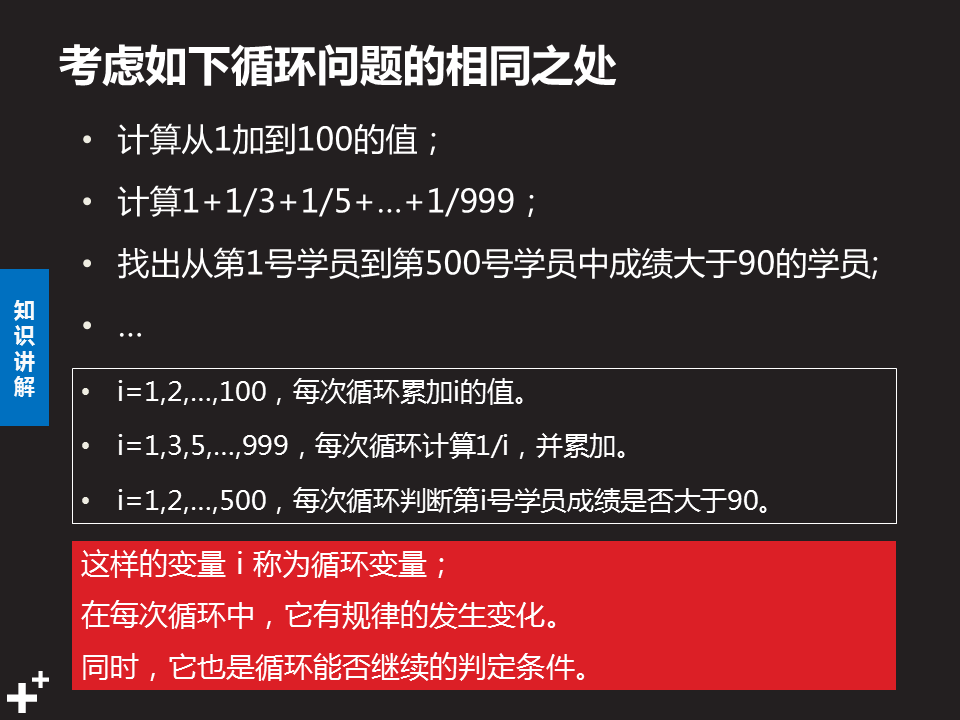 考虑如下循环问题的相同之处
• 计算从1加到100的值；
• 计算1+1/3+1/5+…+1/999；
• 找出从第1号学员到第500号学员中成绩大于90的学员;
• …
知识讲解
• i=1,2,…,100，每次循环累加i的值。
• i=1,3,5,…,999，每次循环计算1/i，并累加。
• i=1,2,…,500，每次循环判断第i号学员成绩是否大于90。
这样的变量 i 称为循环变量；
在每次循环中，它有规律的发生变化。
同时，它也是循环能否继续的判定条件。